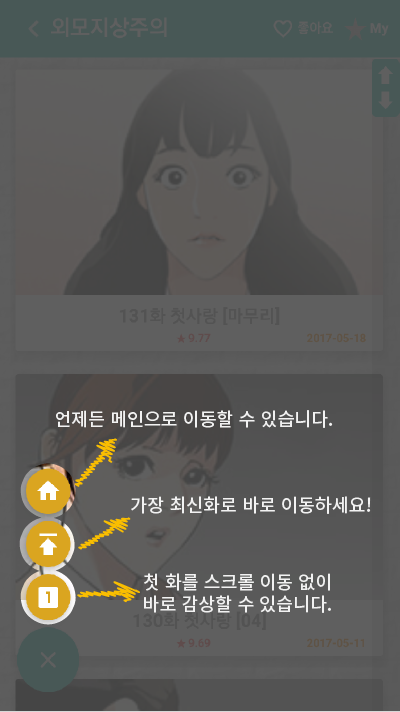 외모지상주의
좋아요
My
131화 첫사랑 [마무리]
★ 9.77
2017-05-18
언제든 메인으로 이동할 수 있습니다.
가장 최신화로 바로 이동하세요!
1
첫 화를 스크롤 이동 없이
바로 감상할 수 있습니다.
130화 첫사랑 [04]
★ 9.69
2017-05-11